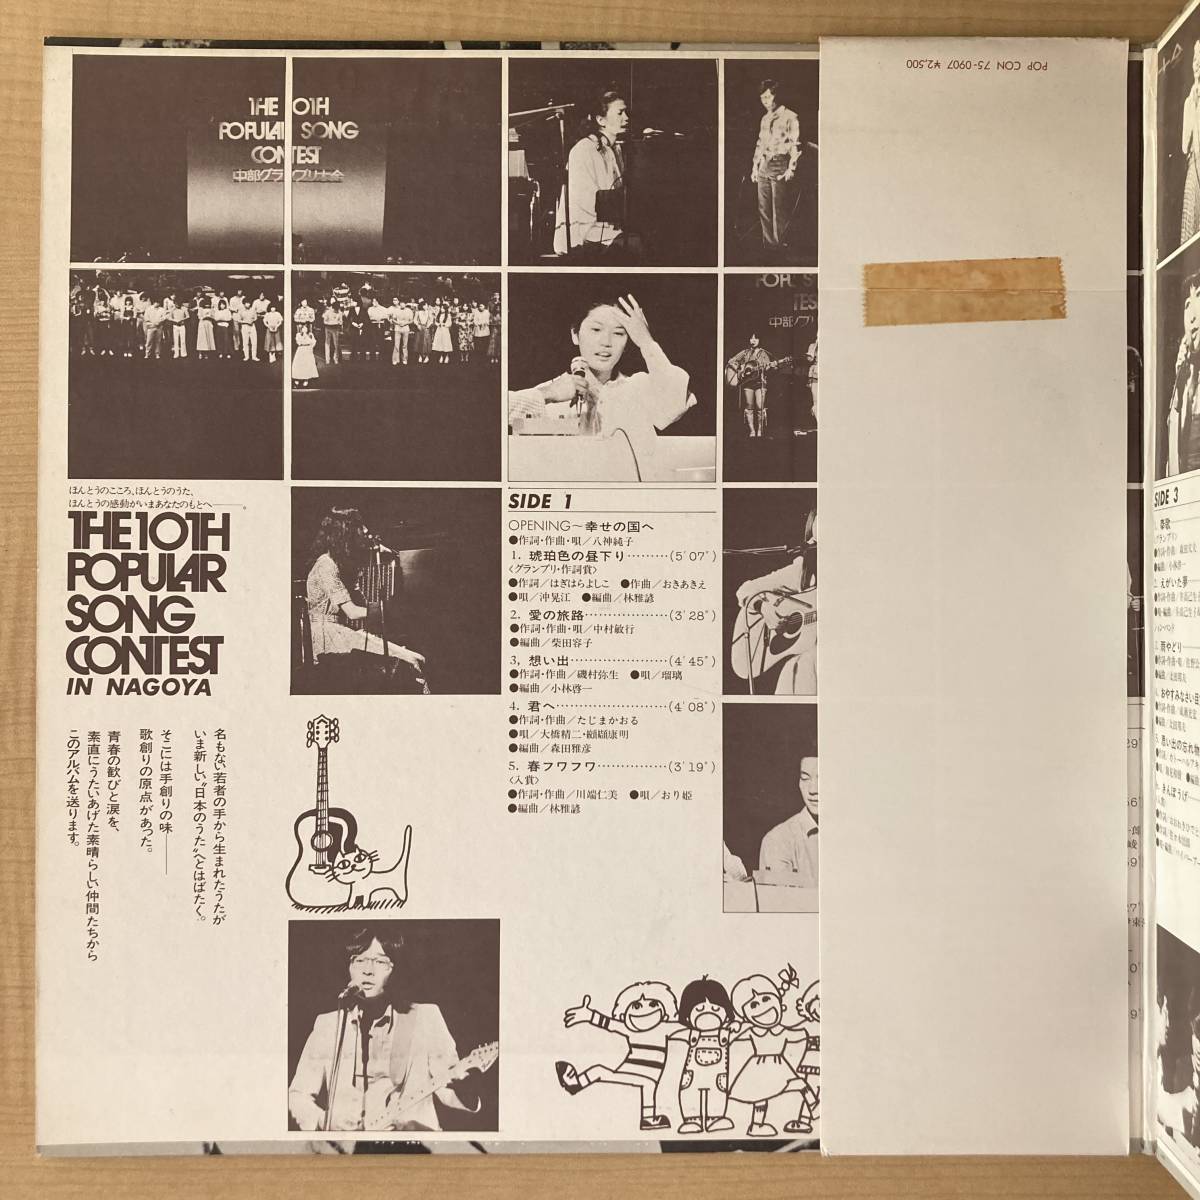 POP CON 75-0907 ¥2,500
THE 10TH
POPULAR SONG
CONTEST
中部グランプリ大会
ほんとうのこころ、ほんとうのうた、
ほんとうの感動がいまあなたのもとへ――。
THE 10TH
POPULAR
SONG
CONTEST
IN NAGOYA
名もない若者の手から生まれたうたが
いま新しい“日本のうた”へとはばたく。
そこには手創りの味――
歌創りの原点があった。
青春の歓びと涙を、
素直にうたいあげた素晴らしい仲間たちから
このアルバムを送ります。
SIDE 1
OPENING～幸せの国へ
●作詞・作曲・唄／八神純子
1. 琥珀色の昼下り………(5'07")
〈グランプリ・作詞賞〉
●作詞／はぎはらよしこ ●作曲／おきあきえ
●唄／沖晃江 ●編曲／林雅諺
2. 愛の旅路………………(3'28")
●作詞・作曲・唄／中村敏行
●編曲／柴田容子
3. 想い出…………………(4'45")
●作詞・作曲／磯村弥生 ●唄／瑠璃
●編曲／小林啓一
4. 君へ……………………(4'08")
●作詞・作曲／たじまかおる
●唄／大橋精二・纐纈康明
●編曲／森田雅彦
5. 春フワフワ……………(3'19")
〈入賞〉
●作詞・作曲／川端仁美 ●唄／おり姫
●編曲／林雅諺
SIDE 3